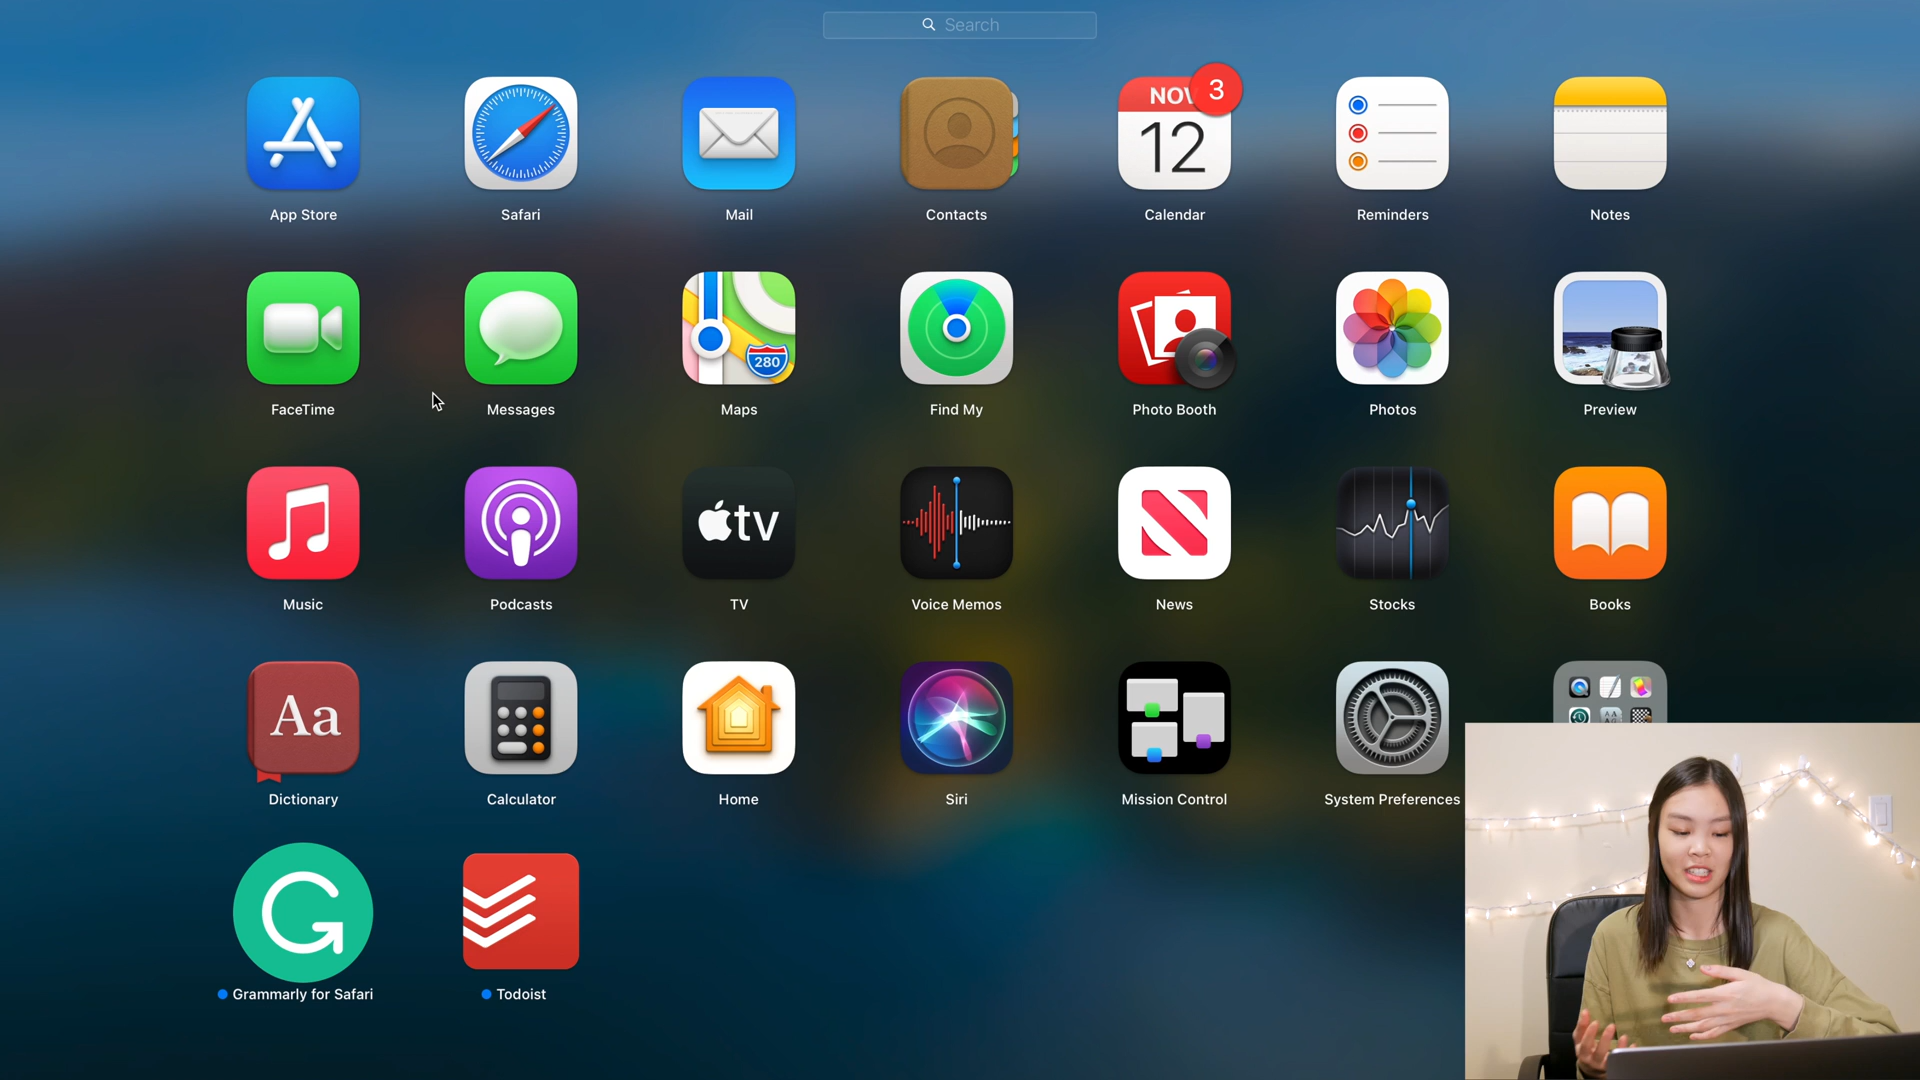 Search
NOV 3
12
App Store Safari Mail Contacts Calendar Reminders Notes
280
FaceTime Messages Maps Find My Photo Booth Photos Preview
tv
Music Podcasts TV Voice Memos News Stocks Books
Aa
Dictionary Calculator Home Siri Mission Control System Preferences
Grammarly for Safari Todoist